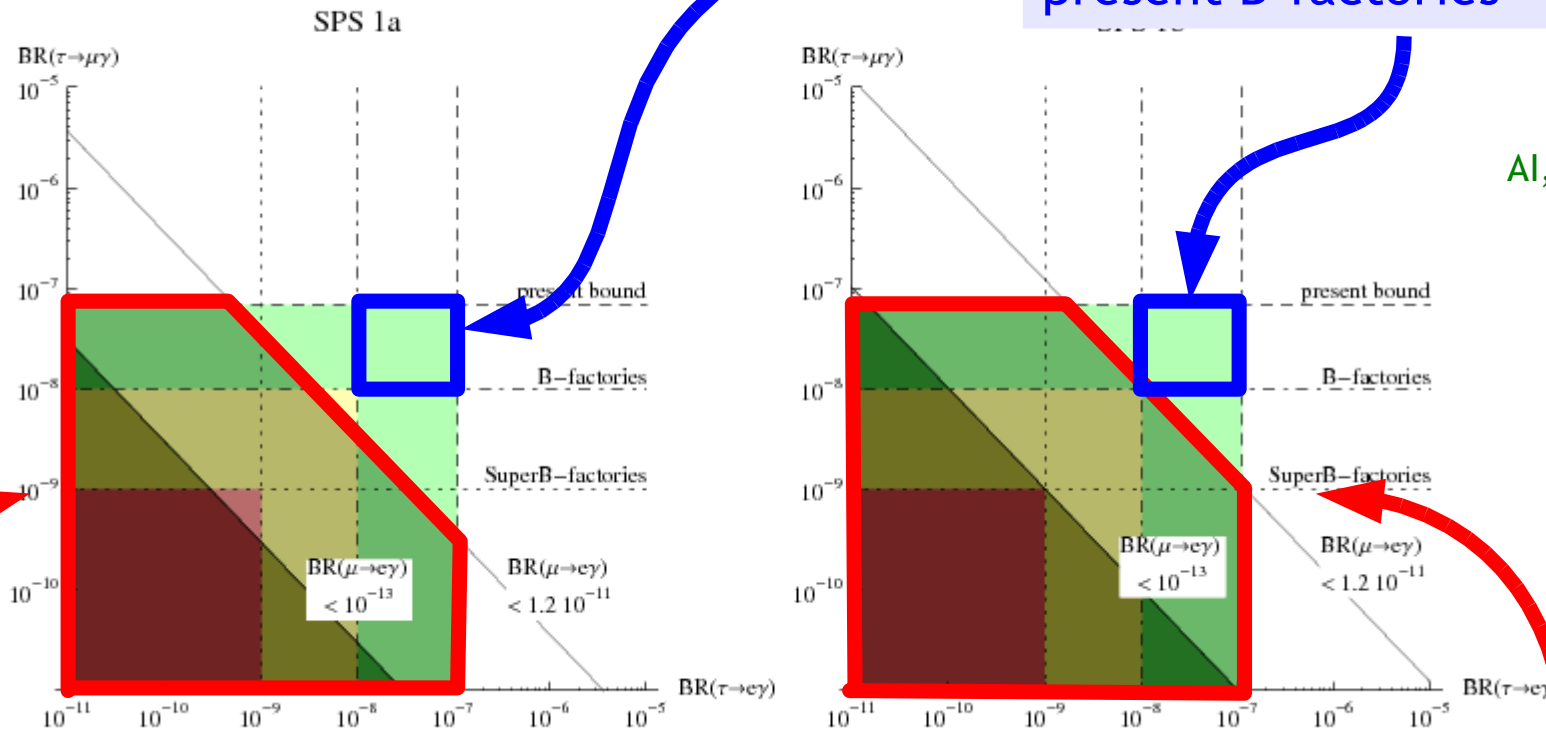 present B-factories
SPS 1a
BR(τ→μγ)
10⁻⁵
10⁻⁶
10⁻⁷
10⁻⁸
10⁻⁹
10⁻¹⁰
present bound
B−factories
SuperB−factories
BR(μ→eγ)
< 10⁻¹³
BR(μ→eγ)
< 1.2 10⁻¹¹
BR(τ→eγ)
10⁻¹¹ 10⁻¹⁰ 10⁻⁹ 10⁻⁸ 10⁻⁷ 10⁻⁶ 10⁻⁵
BR(τ→μγ)
10⁻⁵
10⁻⁶
10⁻⁷
10⁻⁸
10⁻⁹
10⁻¹⁰
AI,
present bound
B−factories
SuperB−factories
BR(μ→eγ)
< 10⁻¹³
BR(μ→eγ)
< 1.2 10⁻¹¹
BR(τ→eγ
10⁻¹¹ 10⁻¹⁰ 10⁻⁹ 10⁻⁸ 10⁻⁷ 10⁻⁶ 10⁻⁵